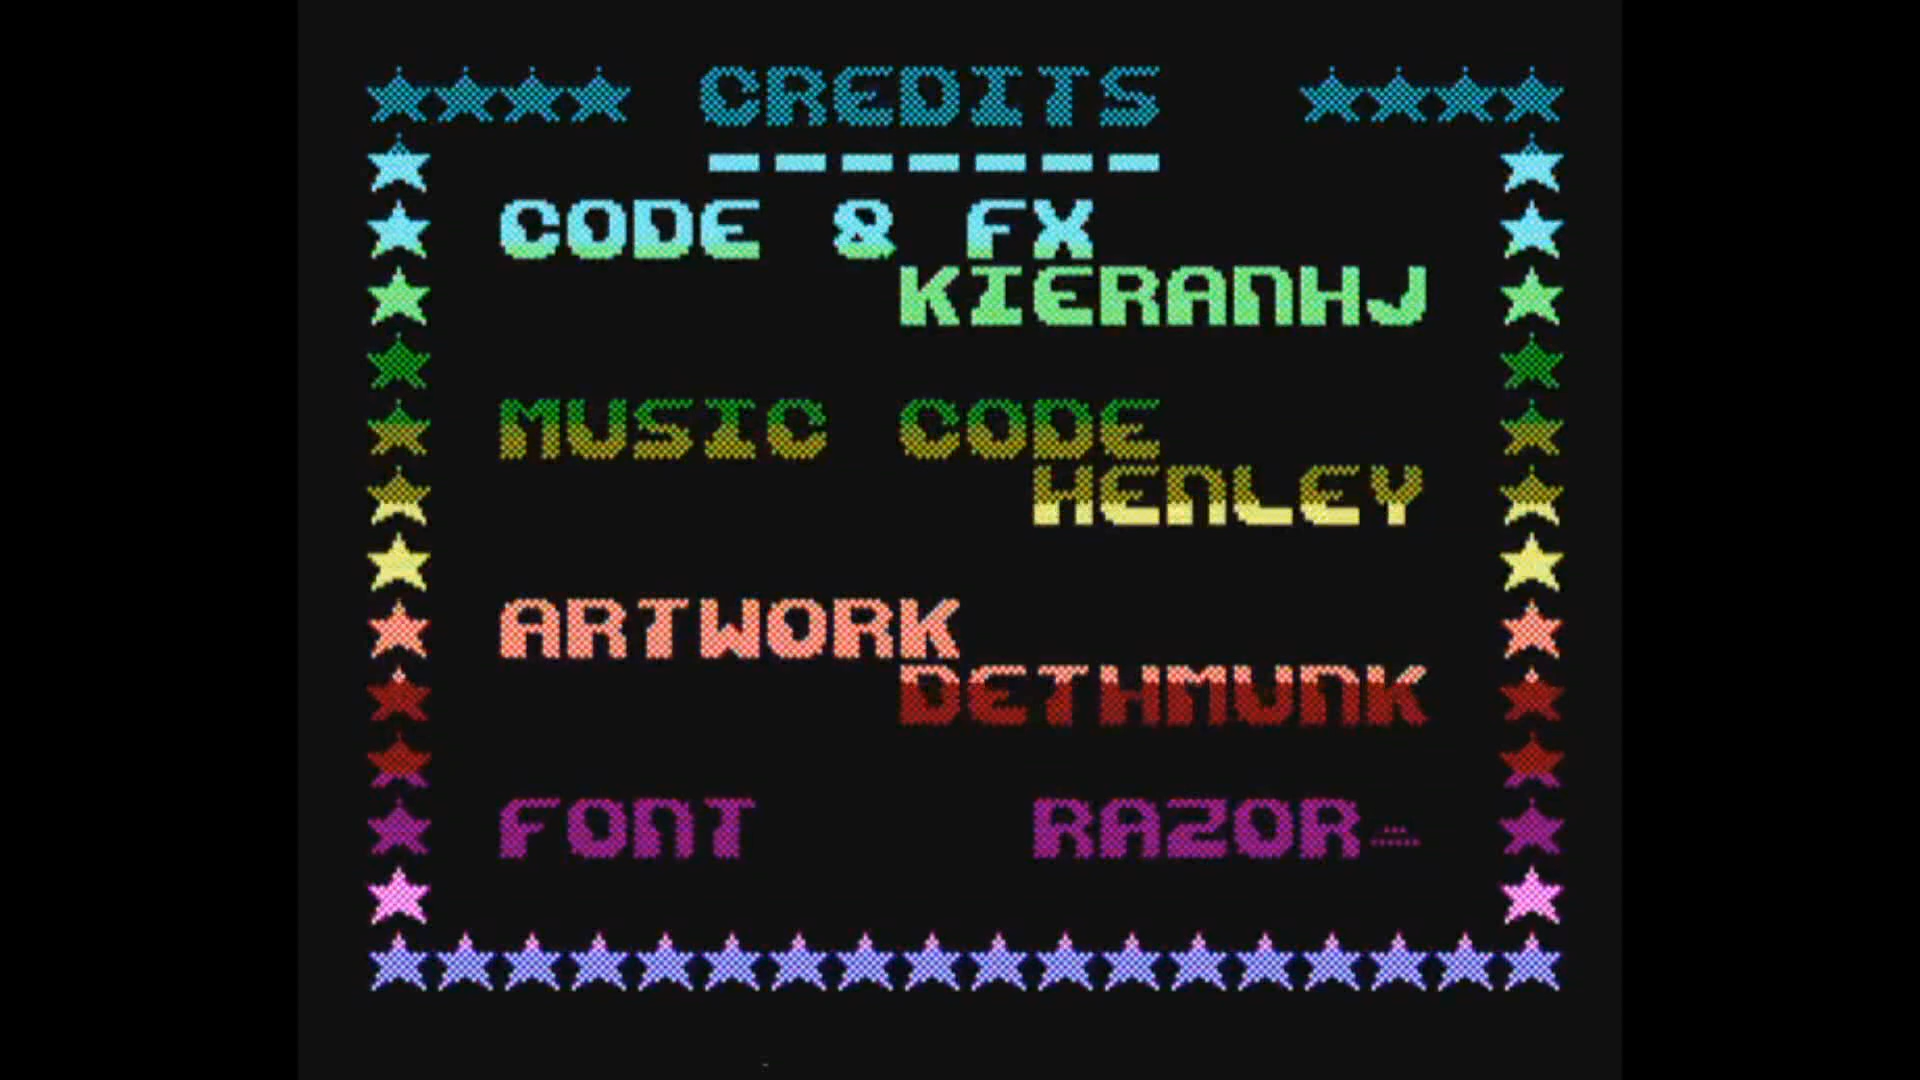 CREDITS
-------
CODE & FX
KIERANHJ
MUSIC CODE
HENLEY
ARTWORK
DETHMUNK
FONT RAZOR